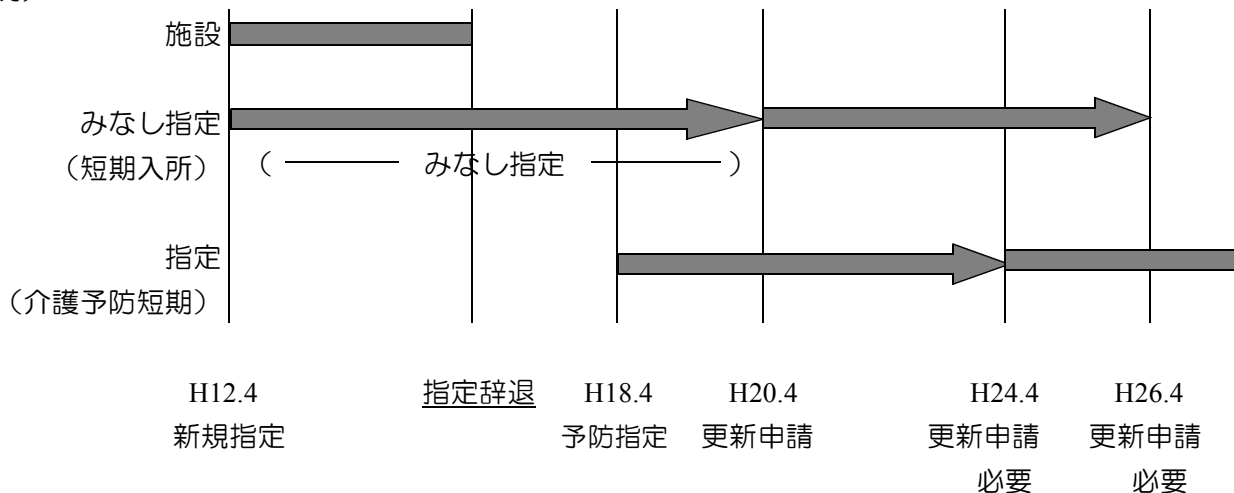 施設
みなし指定
（短期入所）
（ みなし指定 ）
指定
（介護予防短期）
H12.4 指定辞退 H18.4 H20.4 H24.4 H26.4
新規指定 予防指定 更新申請 更新申請 更新申請
必要 必要